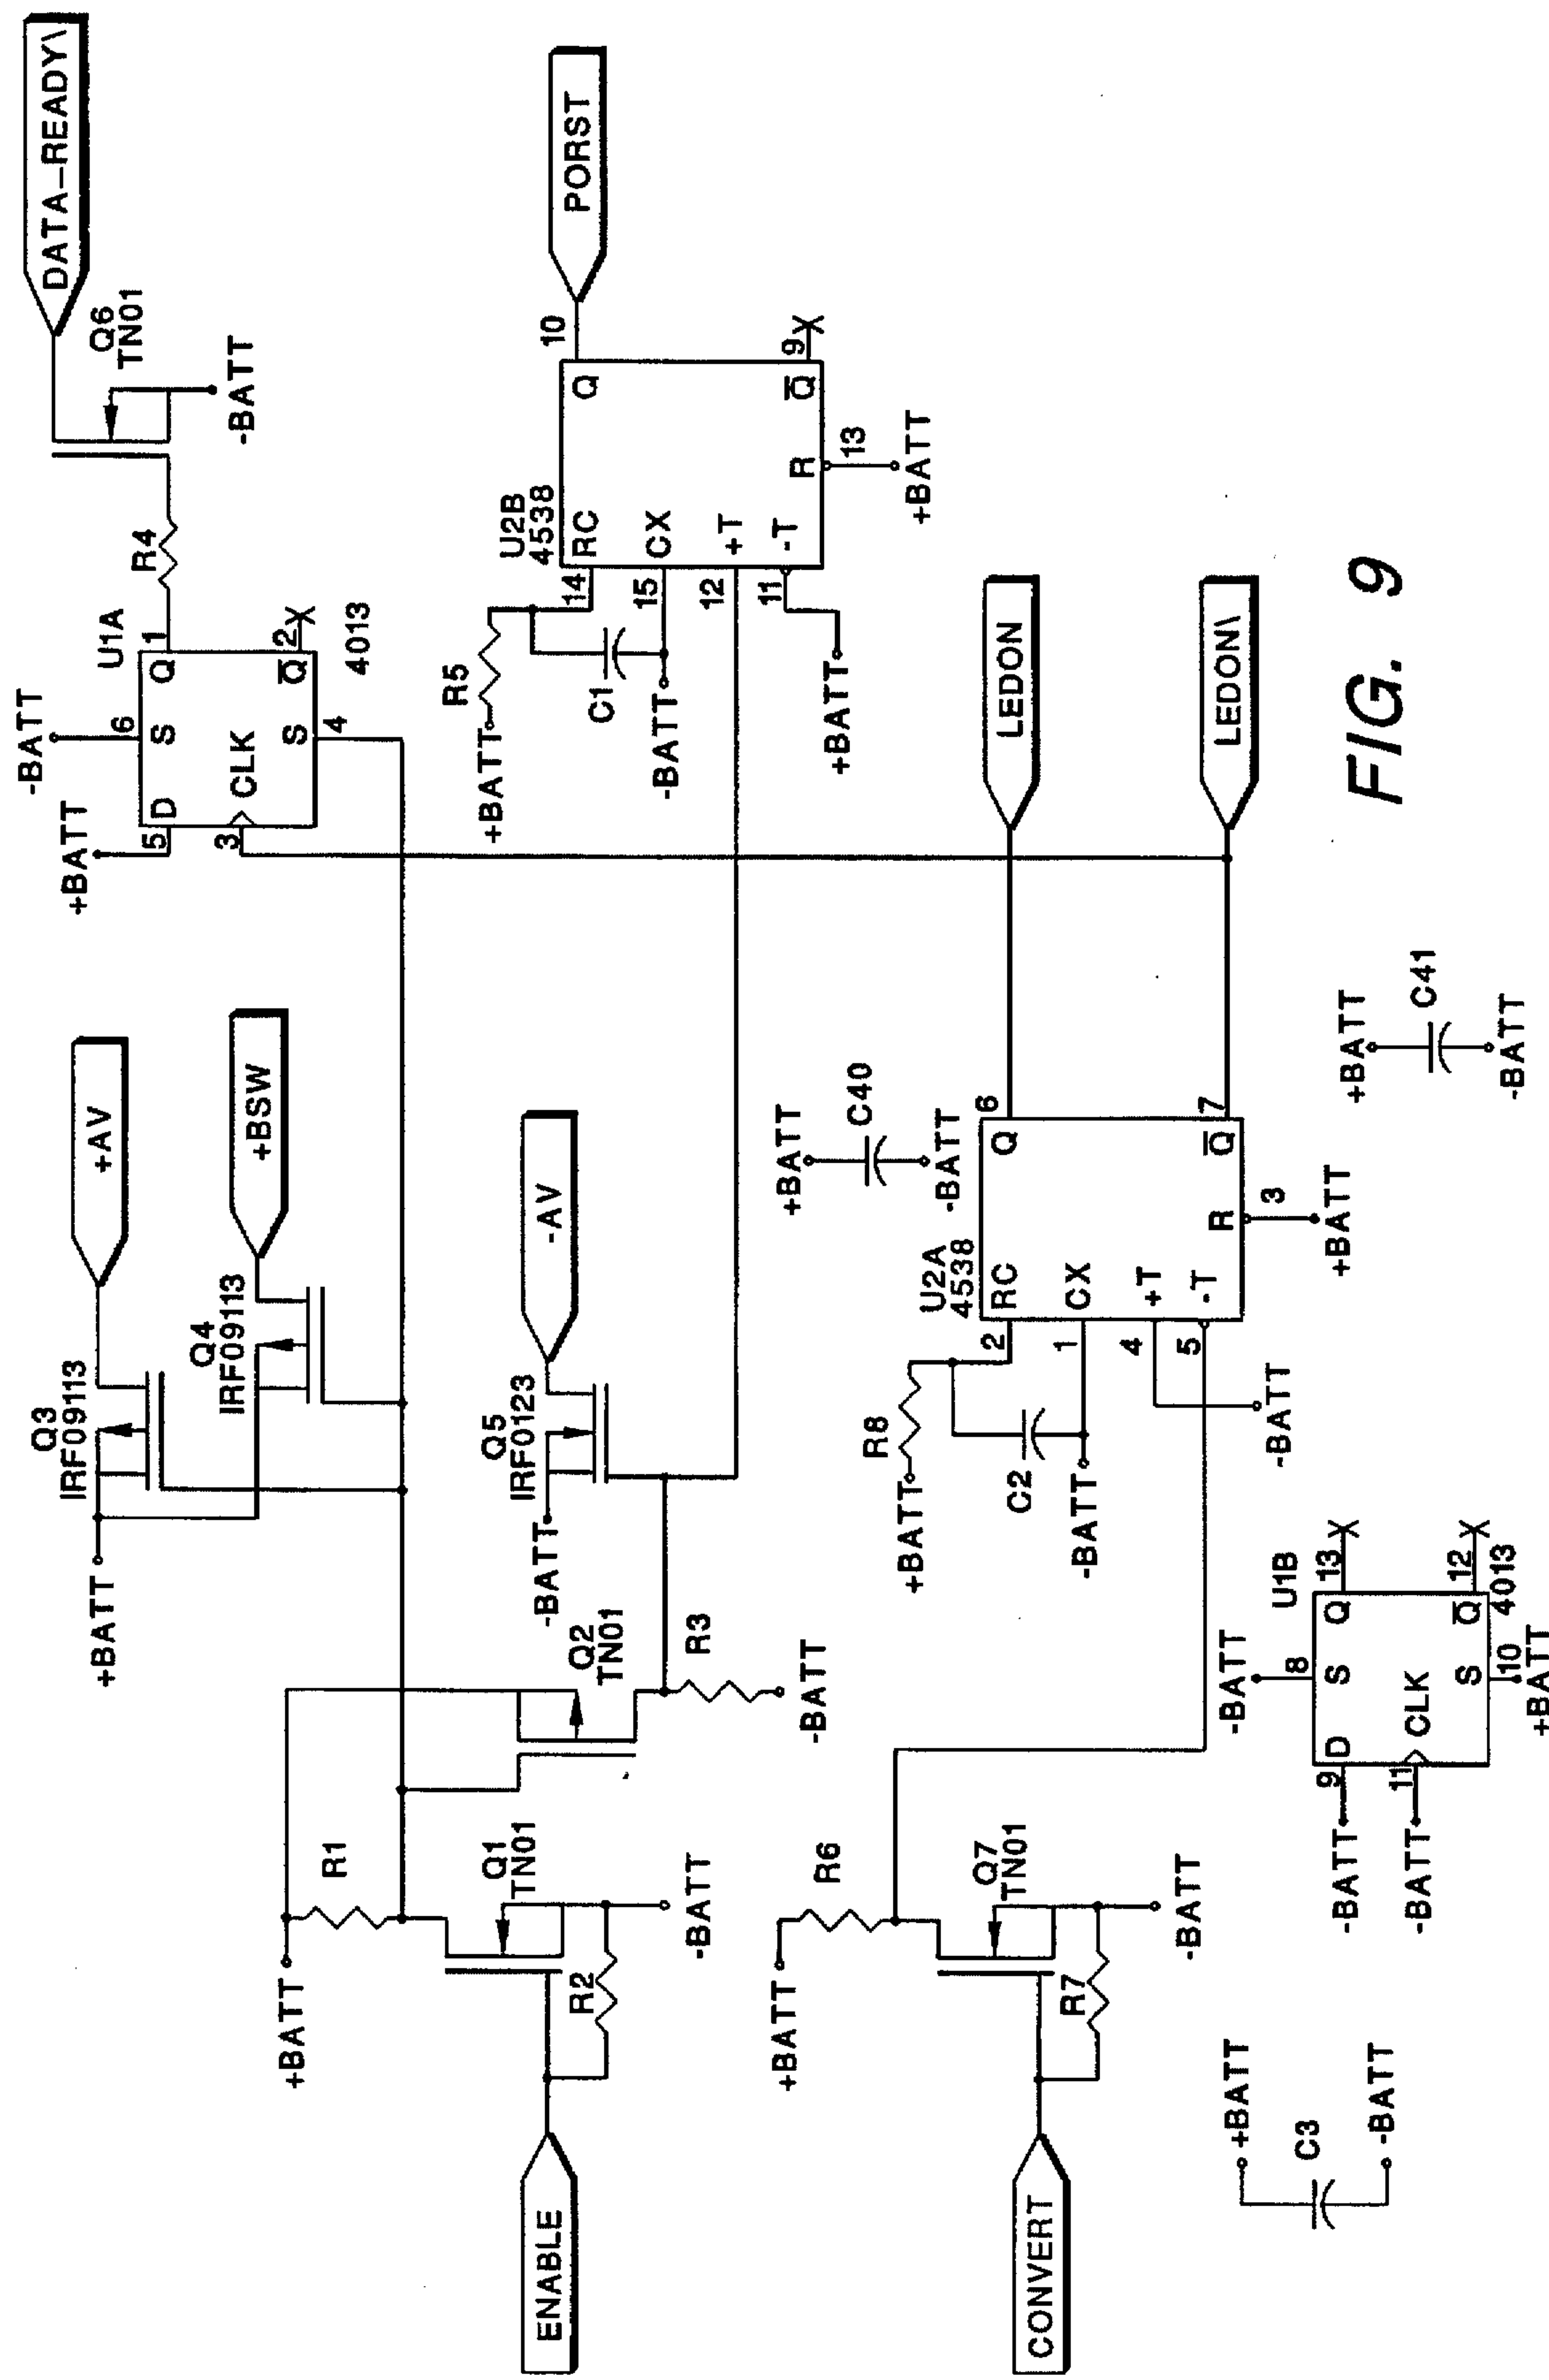 DATA-READY\
Q6
TN01
-BATT
R4
-BATT
+BATT
U1A
6
5
D
S
Q
1
3
CLK
S
Q
2
X
4
4013
+AV
Q3
IRF09113
+BSW
Q4
IRF09113
+BATT
-AV
Q5
IRF0123
-BATT
PORST
U2B
4538
10
14
RC
Q
15
CX
12
+T
11
-T
R
Q
9
X
13
+BATT
R5
+BATT
C1
-BATT
+BATT
+BATT
R1
Q2
TN01
R3
-BATT
Q1
TN01
R2
-BATT
ENABLE
+BATT
C40
-BATT
U2A
4538
2
RC
Q
6
1
CX
4
+T
5
-T
R
Q
7
3
+BATT
R8
+BATT
C2
-BATT
-BATT
LEDON
LEDON\
+BATT
R6
Q7
TN01
R7
-BATT
CONVERT
+BATT
C3
-BATT
-BATT
U1B
8
9
D
S
Q
13
X
11
CLK
S
Q
12
X
10
4013
-BATT
-BATT
+BATT
+BATT
C41
-BATT
FIG. 9